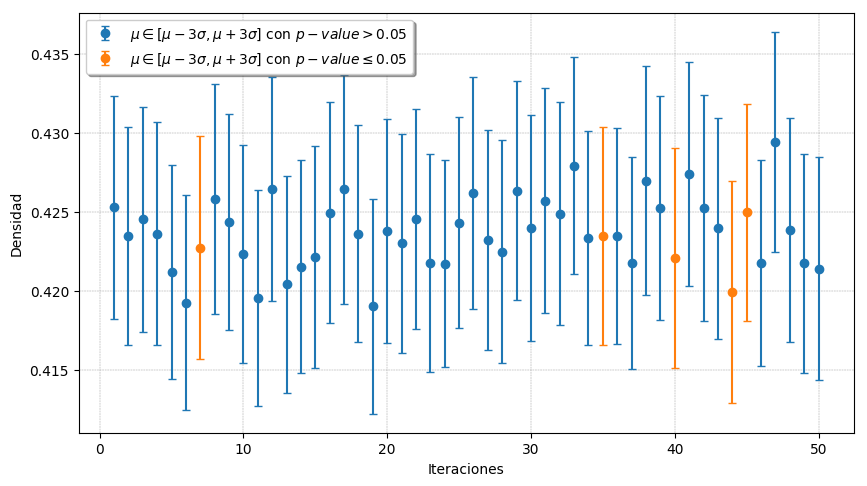 μ ∈ [μ − 3σ, μ + 3σ] con p − value > 0.05
μ ∈ [μ − 3σ, μ + 3σ] con p − value ≤ 0.05
0.435
0.430
0.425
0.420
0.415
Densidad
0 10 20 30 40 50
Iteraciones